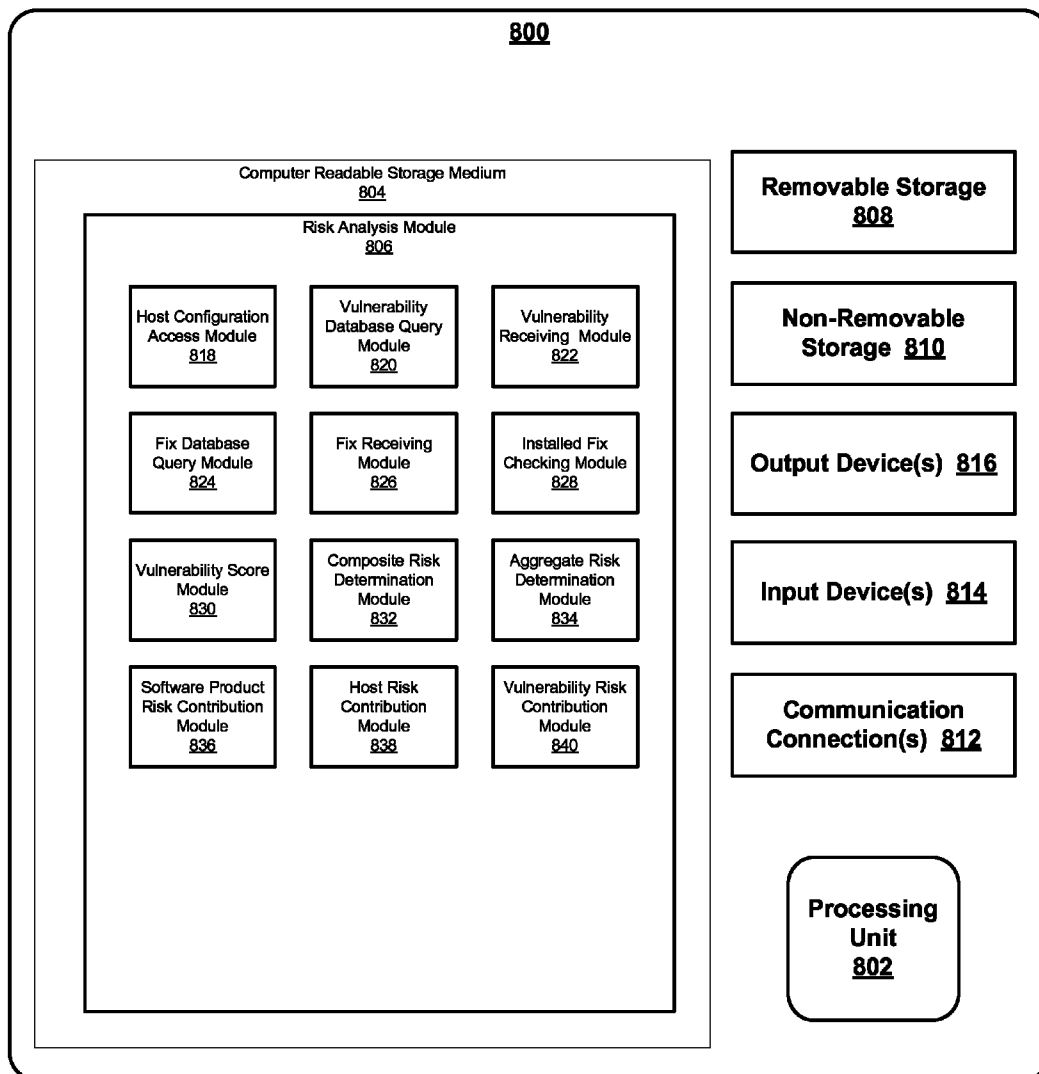 800
Computer Readable Storage Medium
804
Risk Analysis Module
806
Host Configuration
Access Module
818
Vulnerability
Database Query
Module
820
Vulnerability
Receiving Module
822
Fix Database
Query Module
824
Fix Receiving
Module
826
Installed Fix
Checking Module
828
Vulnerability Score
Module
830
Composite Risk
Determination
Module
832
Aggregate Risk
Determination
Module
834
Software Product
Risk Contribution
Module
836
Host Risk
Contribution
Module
838
Vulnerability Risk
Contribution
Module
840
Removable Storage
808
Non-Removable
Storage 810
Output Device(s) 816
Input Device(s) 814
Communication
Connection(s) 812
Processing
Unit
802